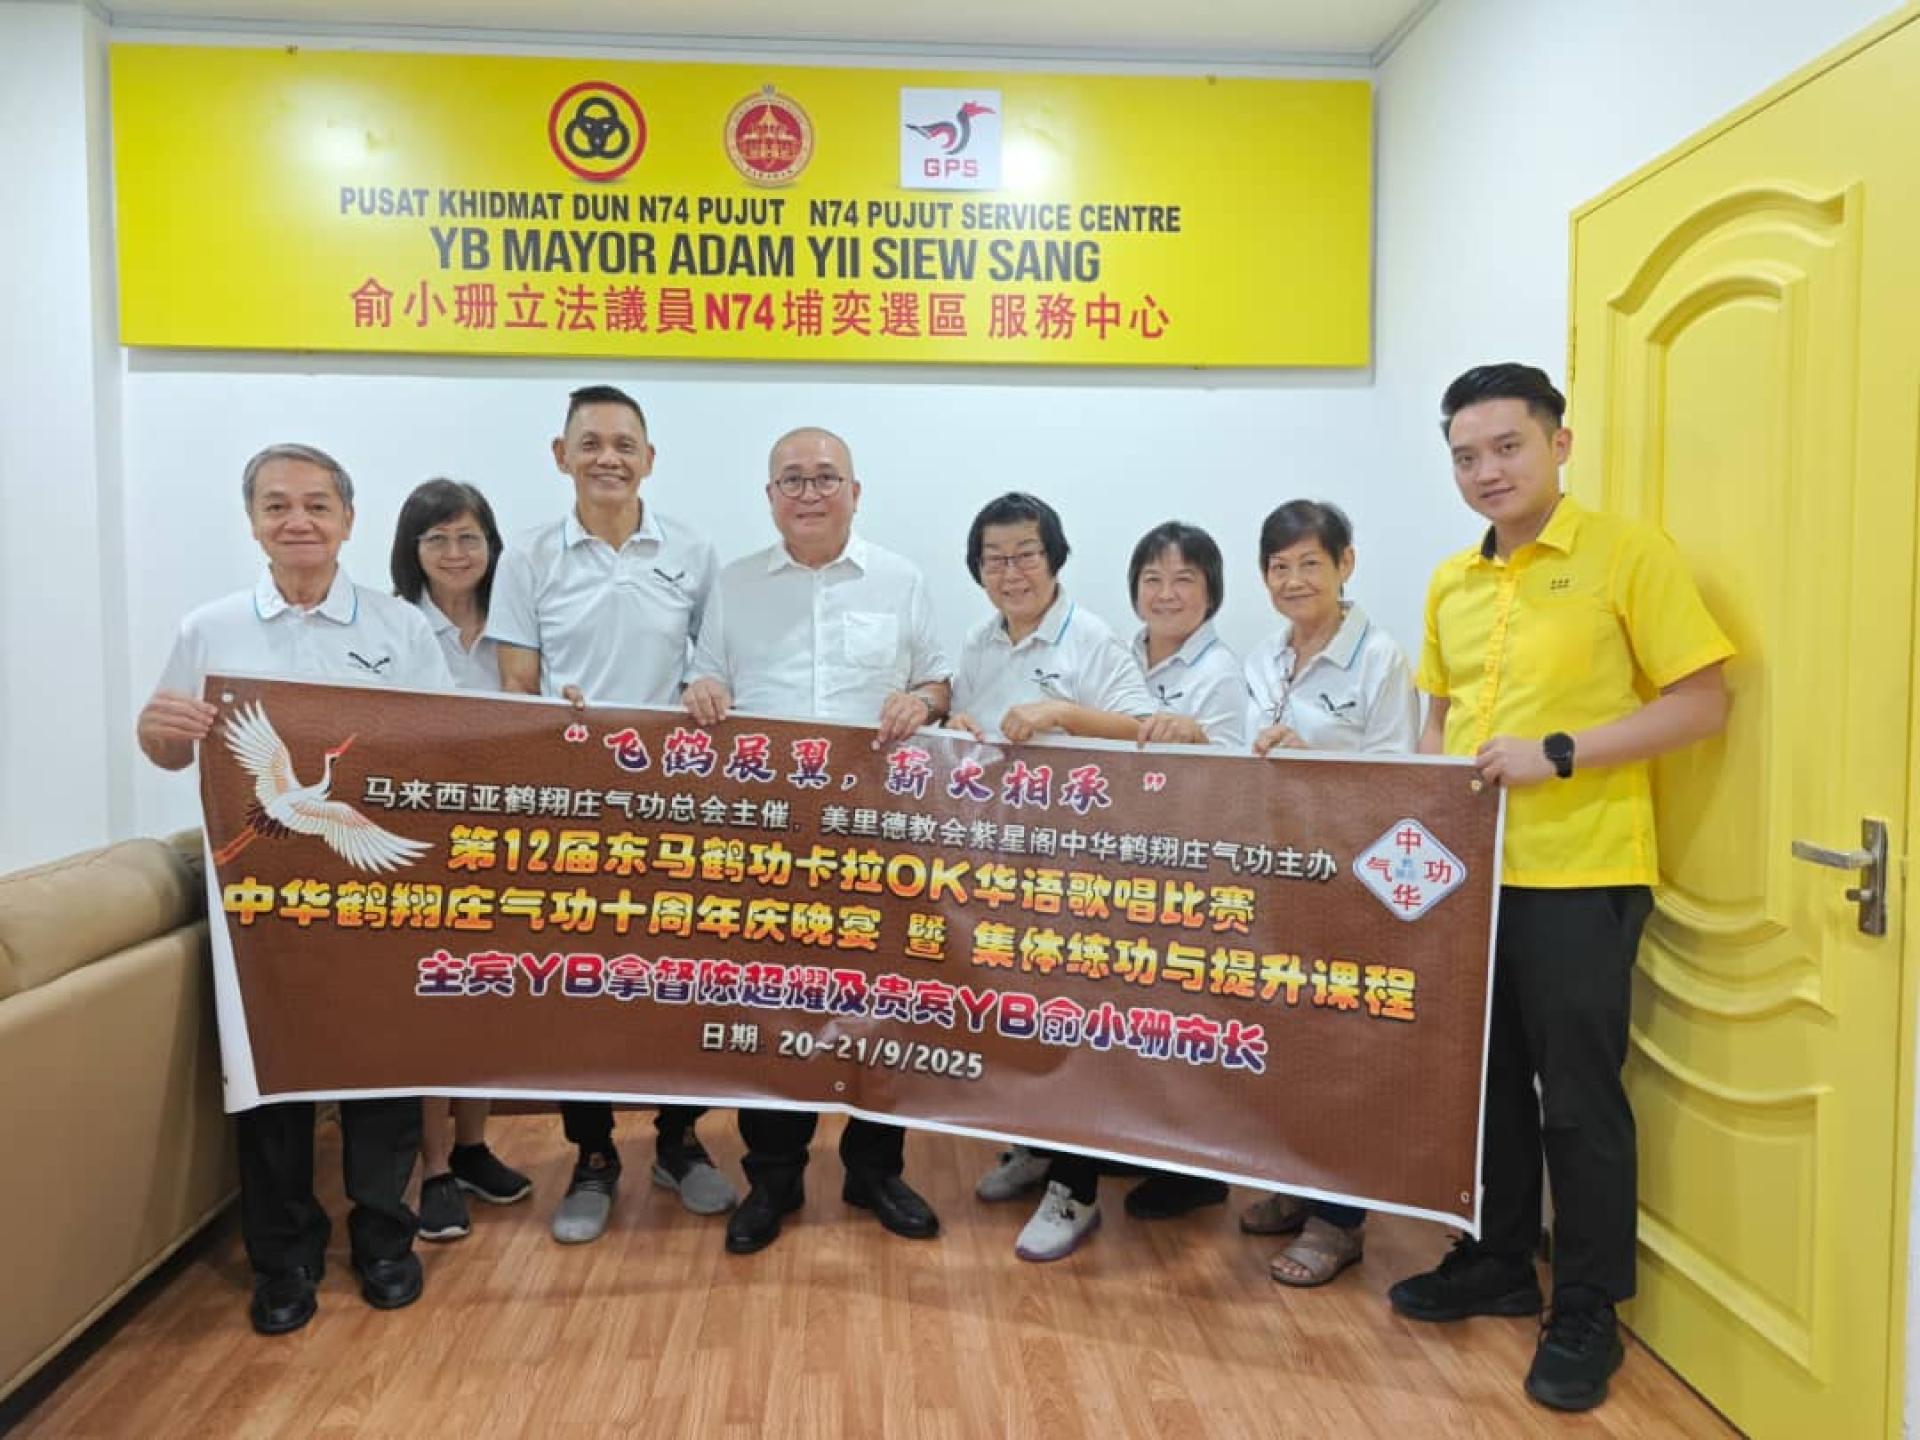 GPS
PUSAT KHIDMAT DUN N74 PUJUT N74 PUJUT SERVICE CENTRE
YB MAYOR ADAM YII SIEW SANG
俞小珊立法議員N74埔奕選區 服務中心
“飞鹤展翼，薪火相承”
马来西亚鹤翔庄气功总会主催、美里德教会紫星阁中华鹤翔庄气功主办
第12届东马鹤功卡拉OK华语歌唱比赛
中华鹤翔庄气功十周年庆晚宴 暨 集体练功与提升课程
主宾YB拿督陈超耀及贵宾YB俞小珊市长
日期 20~21/9/2025
中
气 功
华